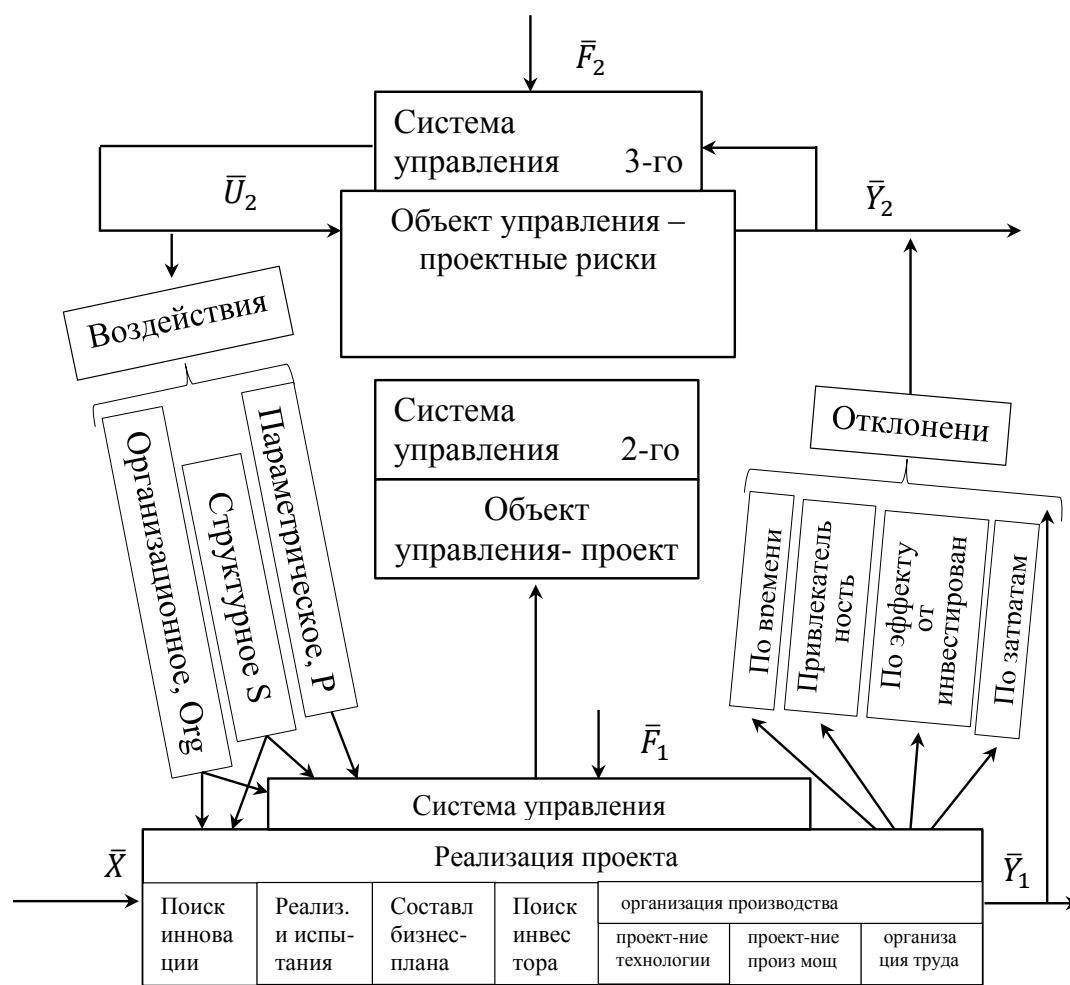 F̄₂
Система
управления 3-го
Ū₂
Ȳ₂
Объект управления –
проектные риски
Воздействия
Организационное, Org
Структурное S
Параметрическое, P
Система
управления 2-го
Объект
управления- проект
Отклонени
По времени
Привлекатель
ность
По эффекту
от
инвестирован
По затратам
F̄₁
Система управления
Реализация проекта
X̄
Ȳ₁
Поиск
иннова
ции
Реализ.
и испы-
тания
Составл
бизнес-
плана
Поиск
инвес
тора
организация производства
проект-ние
технологии
проект-ние
произ мощ
организа
ция труда